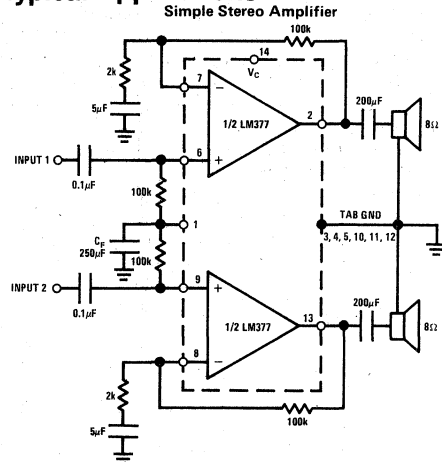 Simple Stereo Amplifier
100k
14
V_C
2k
7
5µF
2
200µF
1/2 LM377
8Ω
INPUT 1
6
0.1µF
100k
1
TAB GND
3, 4, 5, 10, 11, 12
C_F
250µF
100k
INPUT 2
9
0.1µF
200µF
1/2 LM377
13
8
8Ω
2k
100k
5µF